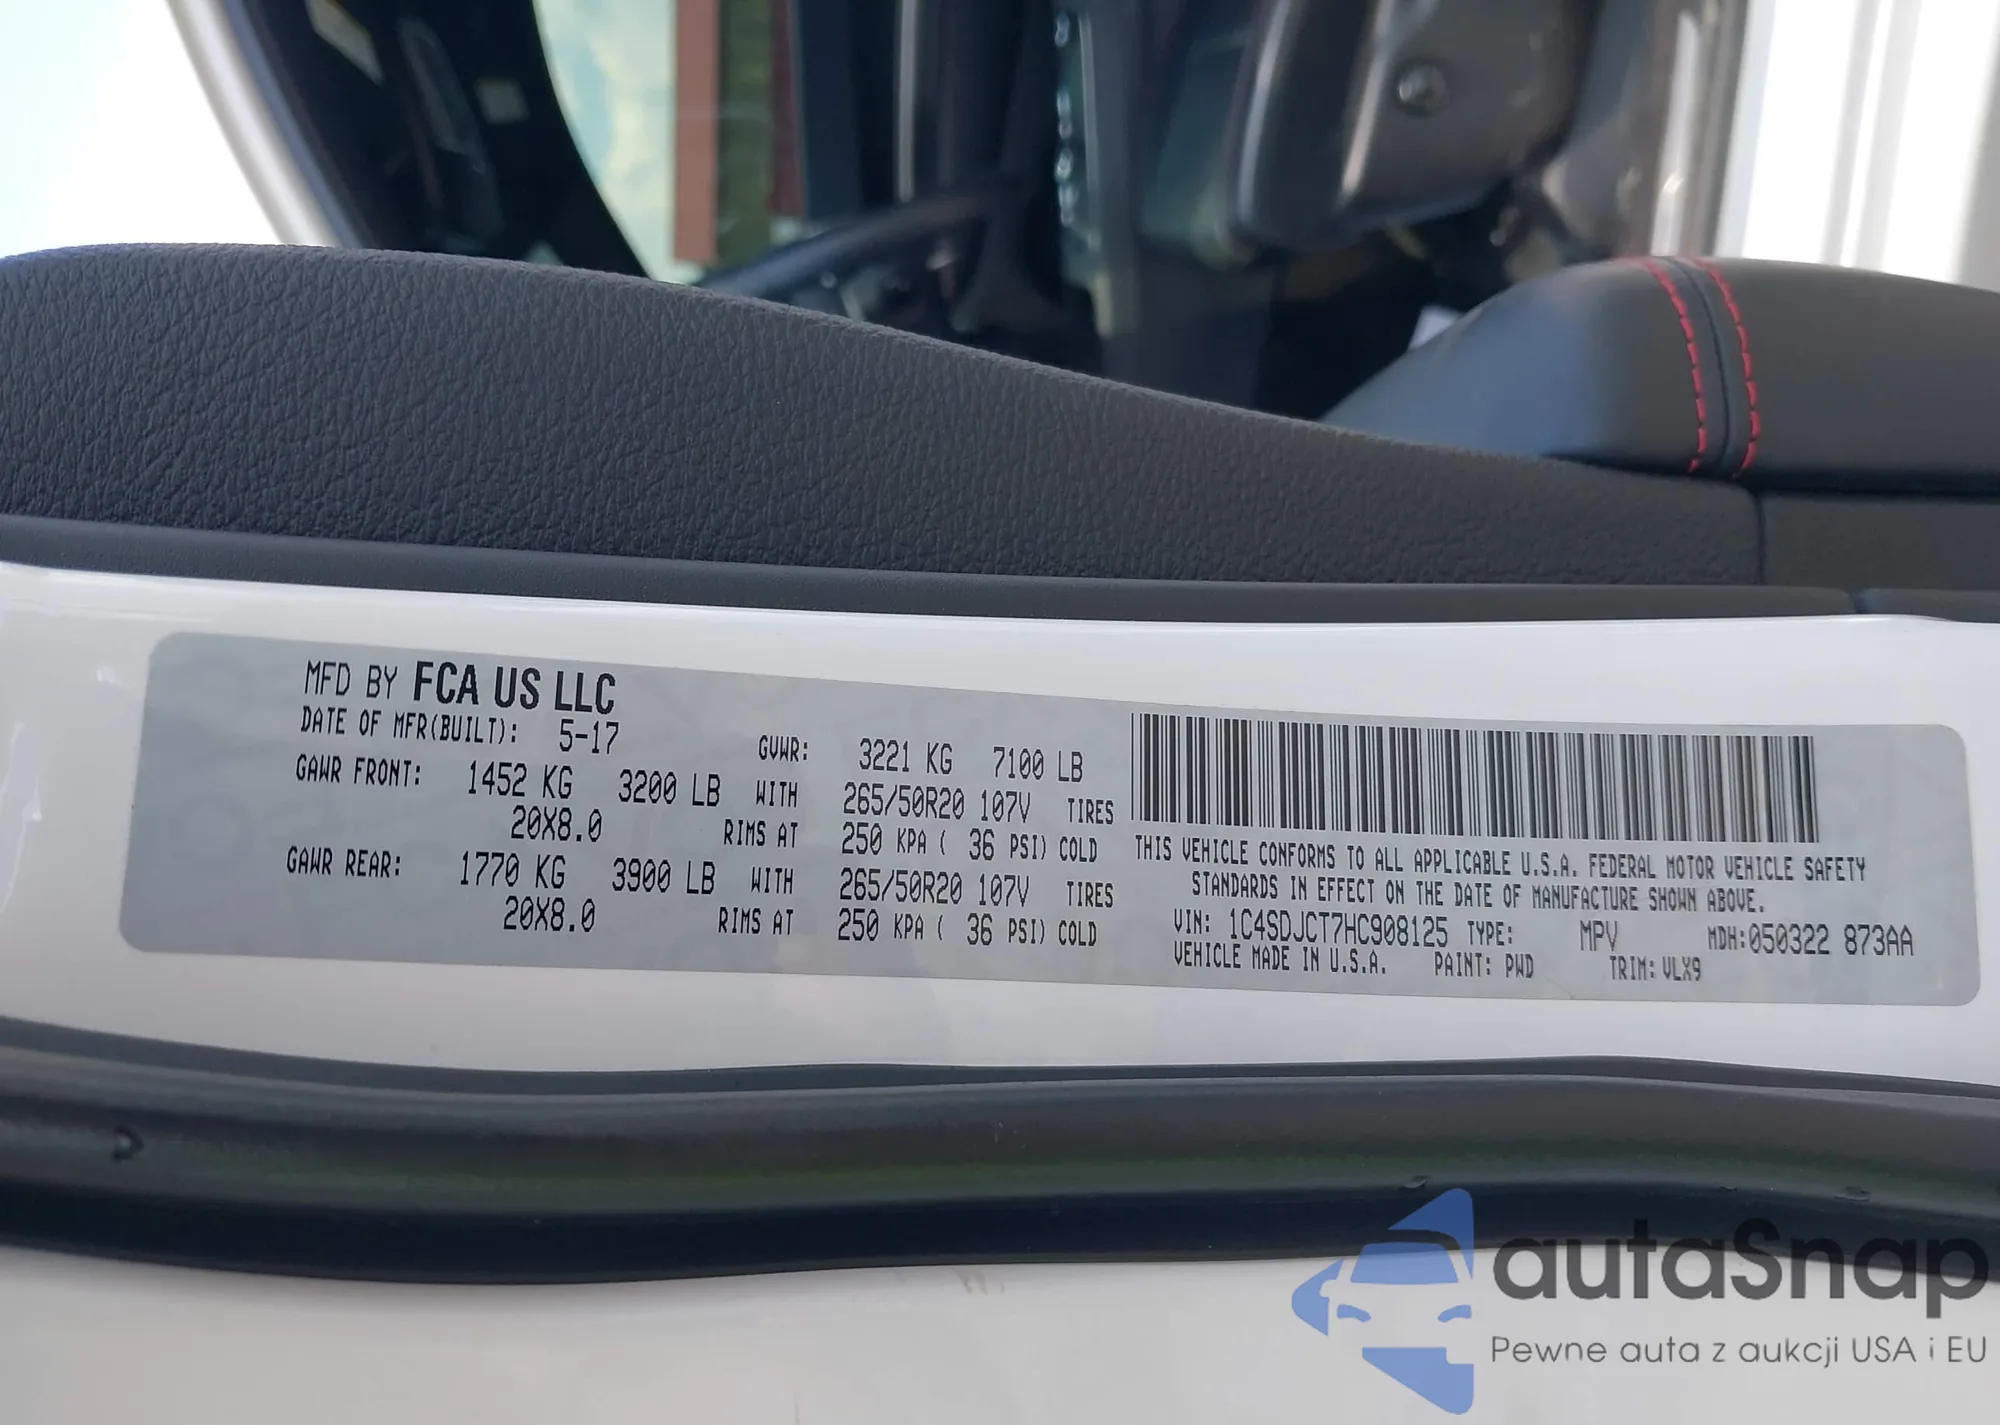 MFD BY FCA US LLC
DATE OF MFR(BUILT): 5-17
GVWR: 3221 KG 7100 LB
GAWR FRONT: 1452 KG 3200 LB WITH 265/50R20 107V TIRES
20X8.0 RIMS AT 250 KPA ( 36 PSI) COLD
GAWR REAR: 1770 KG 3900 LB WITH 265/50R20 107V TIRES
20X8.0 RIMS AT 250 KPA ( 36 PSI) COLD
THIS VEHICLE CONFORMS TO ALL APPLICABLE U.S.A. FEDERAL MOTOR VEHICLE SAFETY
STANDARDS IN EFFECT ON THE DATE OF MANUFACTURE SHOWN ABOVE.
VIN: 1C4SDJCT7HC908125 TYPE: MPV MDH:050322 873AA
VEHICLE MADE IN U.S.A. PAINT: PWD TRIM: VLX9
autaSnap
Pewne auta z aukcji USA i EU